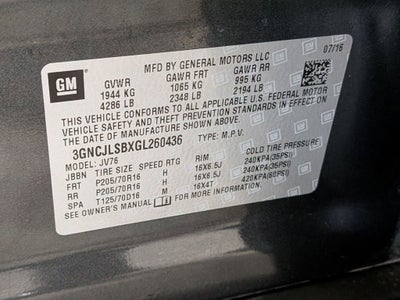 GM
MFD BY GENERAL MOTORS LLC
07/16
GVWR GAWR FRT GAWR RR
1944 KG 1065 KG 995 KG
4286 LB 2348 LB 2194 LB
THIS VEHICLE CONFORMS TO ALL APPLICABLE U.S. FEDERAL MOTOR
VEHICLE SAFETY AND THEFT PREVENTION STANDARDS IN EFFECT ON
THE DATE OF MANUFACTURE SHOWN ABOVE.
3GNCJLSBXGL260436 TYPE: M.P.V.
MODEL: JV76
JBBN TIRE SIZE SPEED RTG RIM COLD TIRE PRESSURE
FRT P205/70R16 H 16X6.5J 240KPA(35PSI)
RR P205/70R16 H 16X6.5J 240KPA(35PSI)
SPA T125/70D16 M 16X4T 420KPA(60PSI)
SEE OWNER'S MANUAL FOR MORE INFORMATION.